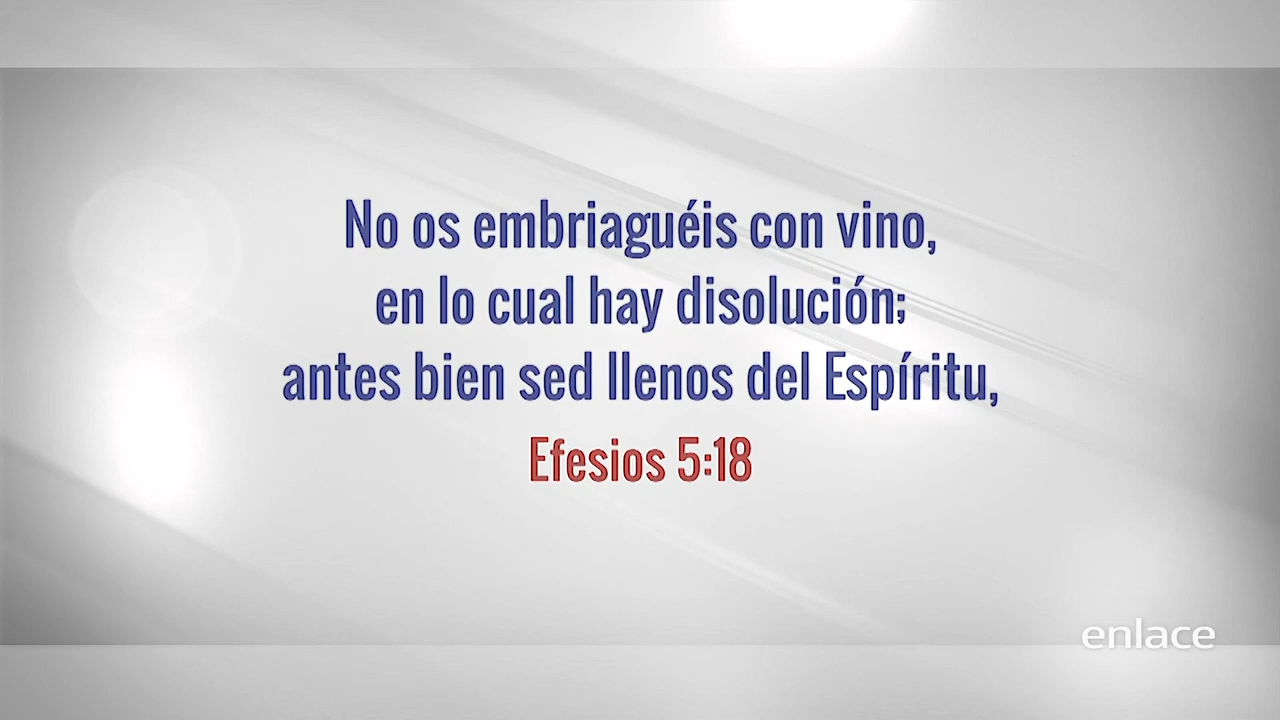 No os embriaguéis con vino,
en lo cual hay disolución;
antes bien sed llenos del Espíritu,
Efesios 5:18
enlace